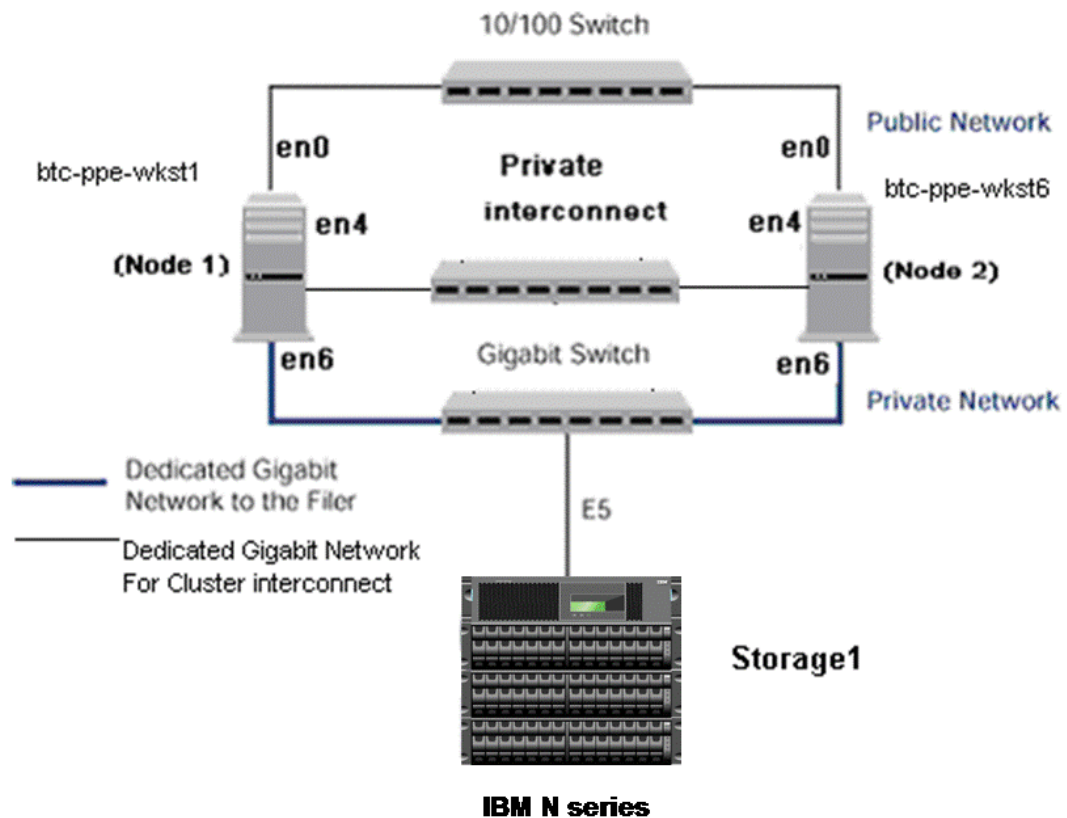 10/100 Switch
Public Network
en0
en0
btc-ppe-wkst1
Private
interconnect
btc-ppe-wkst6
en4
en4
(Node 1)
(Node 2)
en6
Gigabit Switch
en6
Private Network
Dedicated Gigabit
Network to the Filer
E5
Dedicated Gigabit Network
For Cluster interconnect
IBM
Storage1
IBM N series